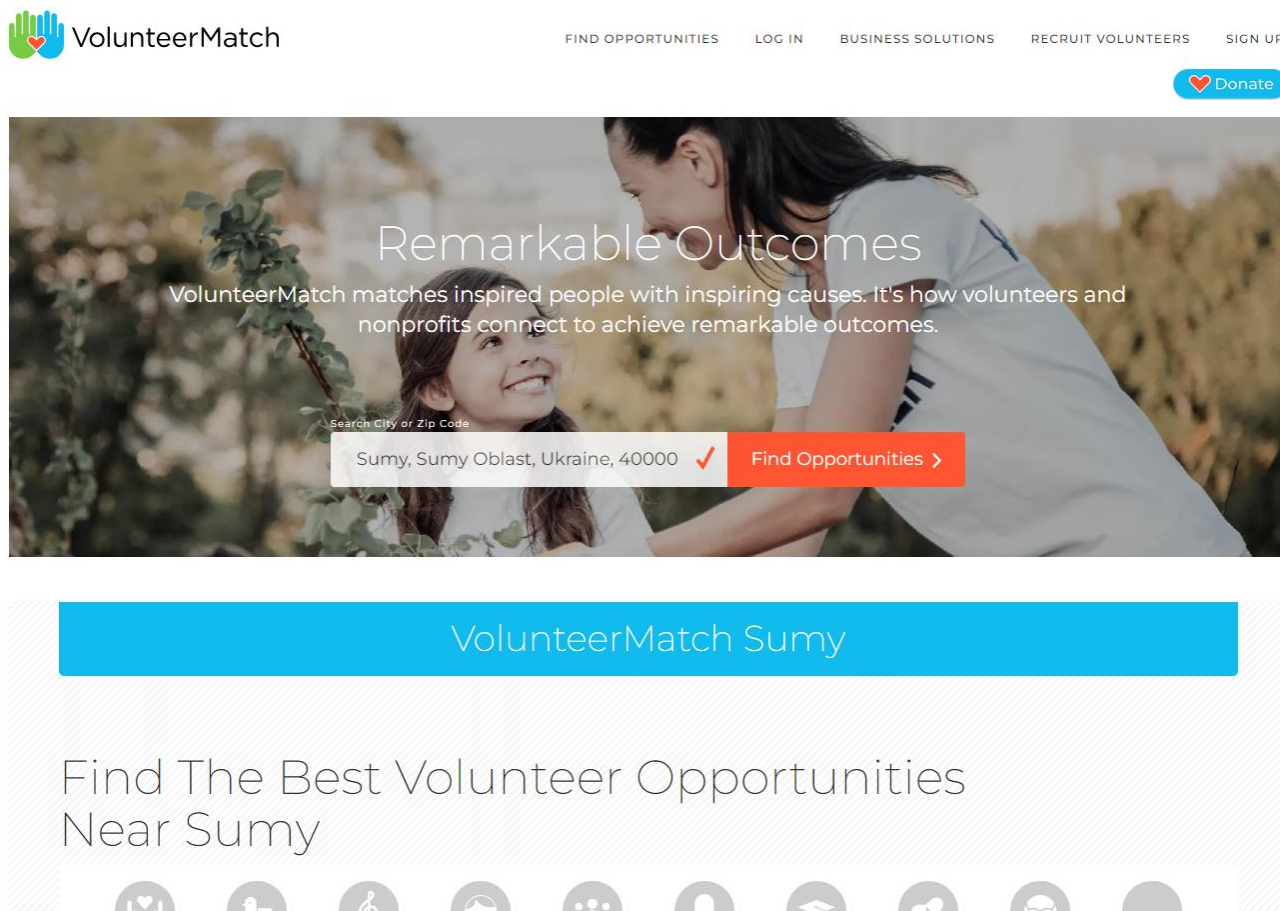 VolunteerMatch
FIND OPPORTUNITIES LOG IN BUSINESS SOLUTIONS RECRUIT VOLUNTEERS SIGN UP
Donate
Remarkable Outcomes
VolunteerMatch matches inspired people with inspiring causes. It's how volunteers and
nonprofits connect to achieve remarkable outcomes.
Search City or Zip Code
Sumy, Sumy Oblast, Ukraine, 40000
Find Opportunities
VolunteerMatch Sumy
Find The Best Volunteer Opportunities
Near Sumy